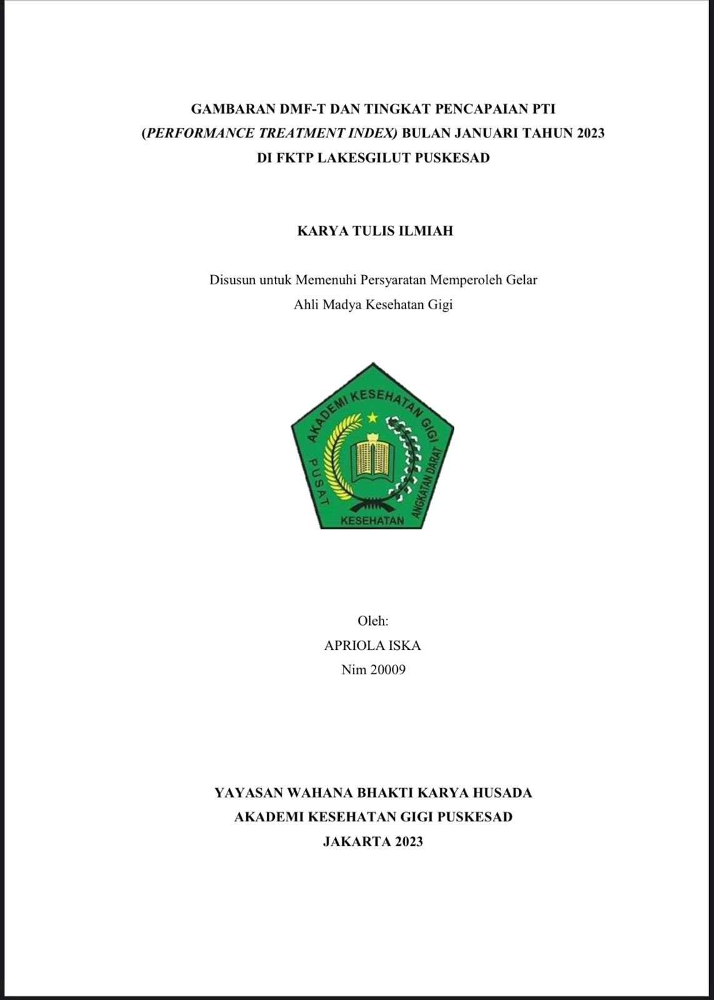 GAMBARAN DMF-T DAN TINGKAT PENCAPAIAN PTI
(PERFORMANCE TREATMENT INDEX) BULAN JANUARI TAHUN 2023
DI FKTP LAKESGILUT PUSKESAD
KARYA TULIS ILMIAH
Disusun untuk Memenuhi Persyaratan Memperoleh Gelar
Ahli Madya Kesehatan Gigi
AKADEMI KESEHATAN GIGI
PUSAT
KESEHATAN
ANGKATAN DARAT
Oleh:
APRIOLA ISKA
Nim 20009
YAYASAN WAHANA BHAKTI KARYA HUSADA
AKADEMI KESEHATAN GIGI PUSKESAD
JAKARTA 2023